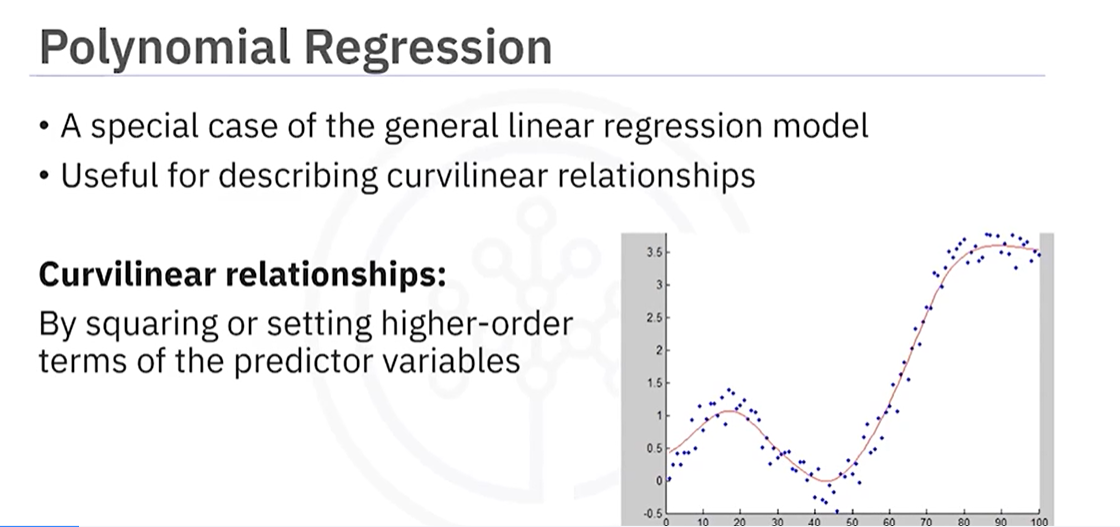 Polynomial Regression
• A special case of the general linear regression model
• Useful for describing curvilinear relationships
Curvilinear relationships:
By squaring or setting higher-order
terms of the predictor variables
3.5
3
2.5
2
1.5
1
0.5
0
-0.5
0 10 20 30 40 50 60 70 80 90 100